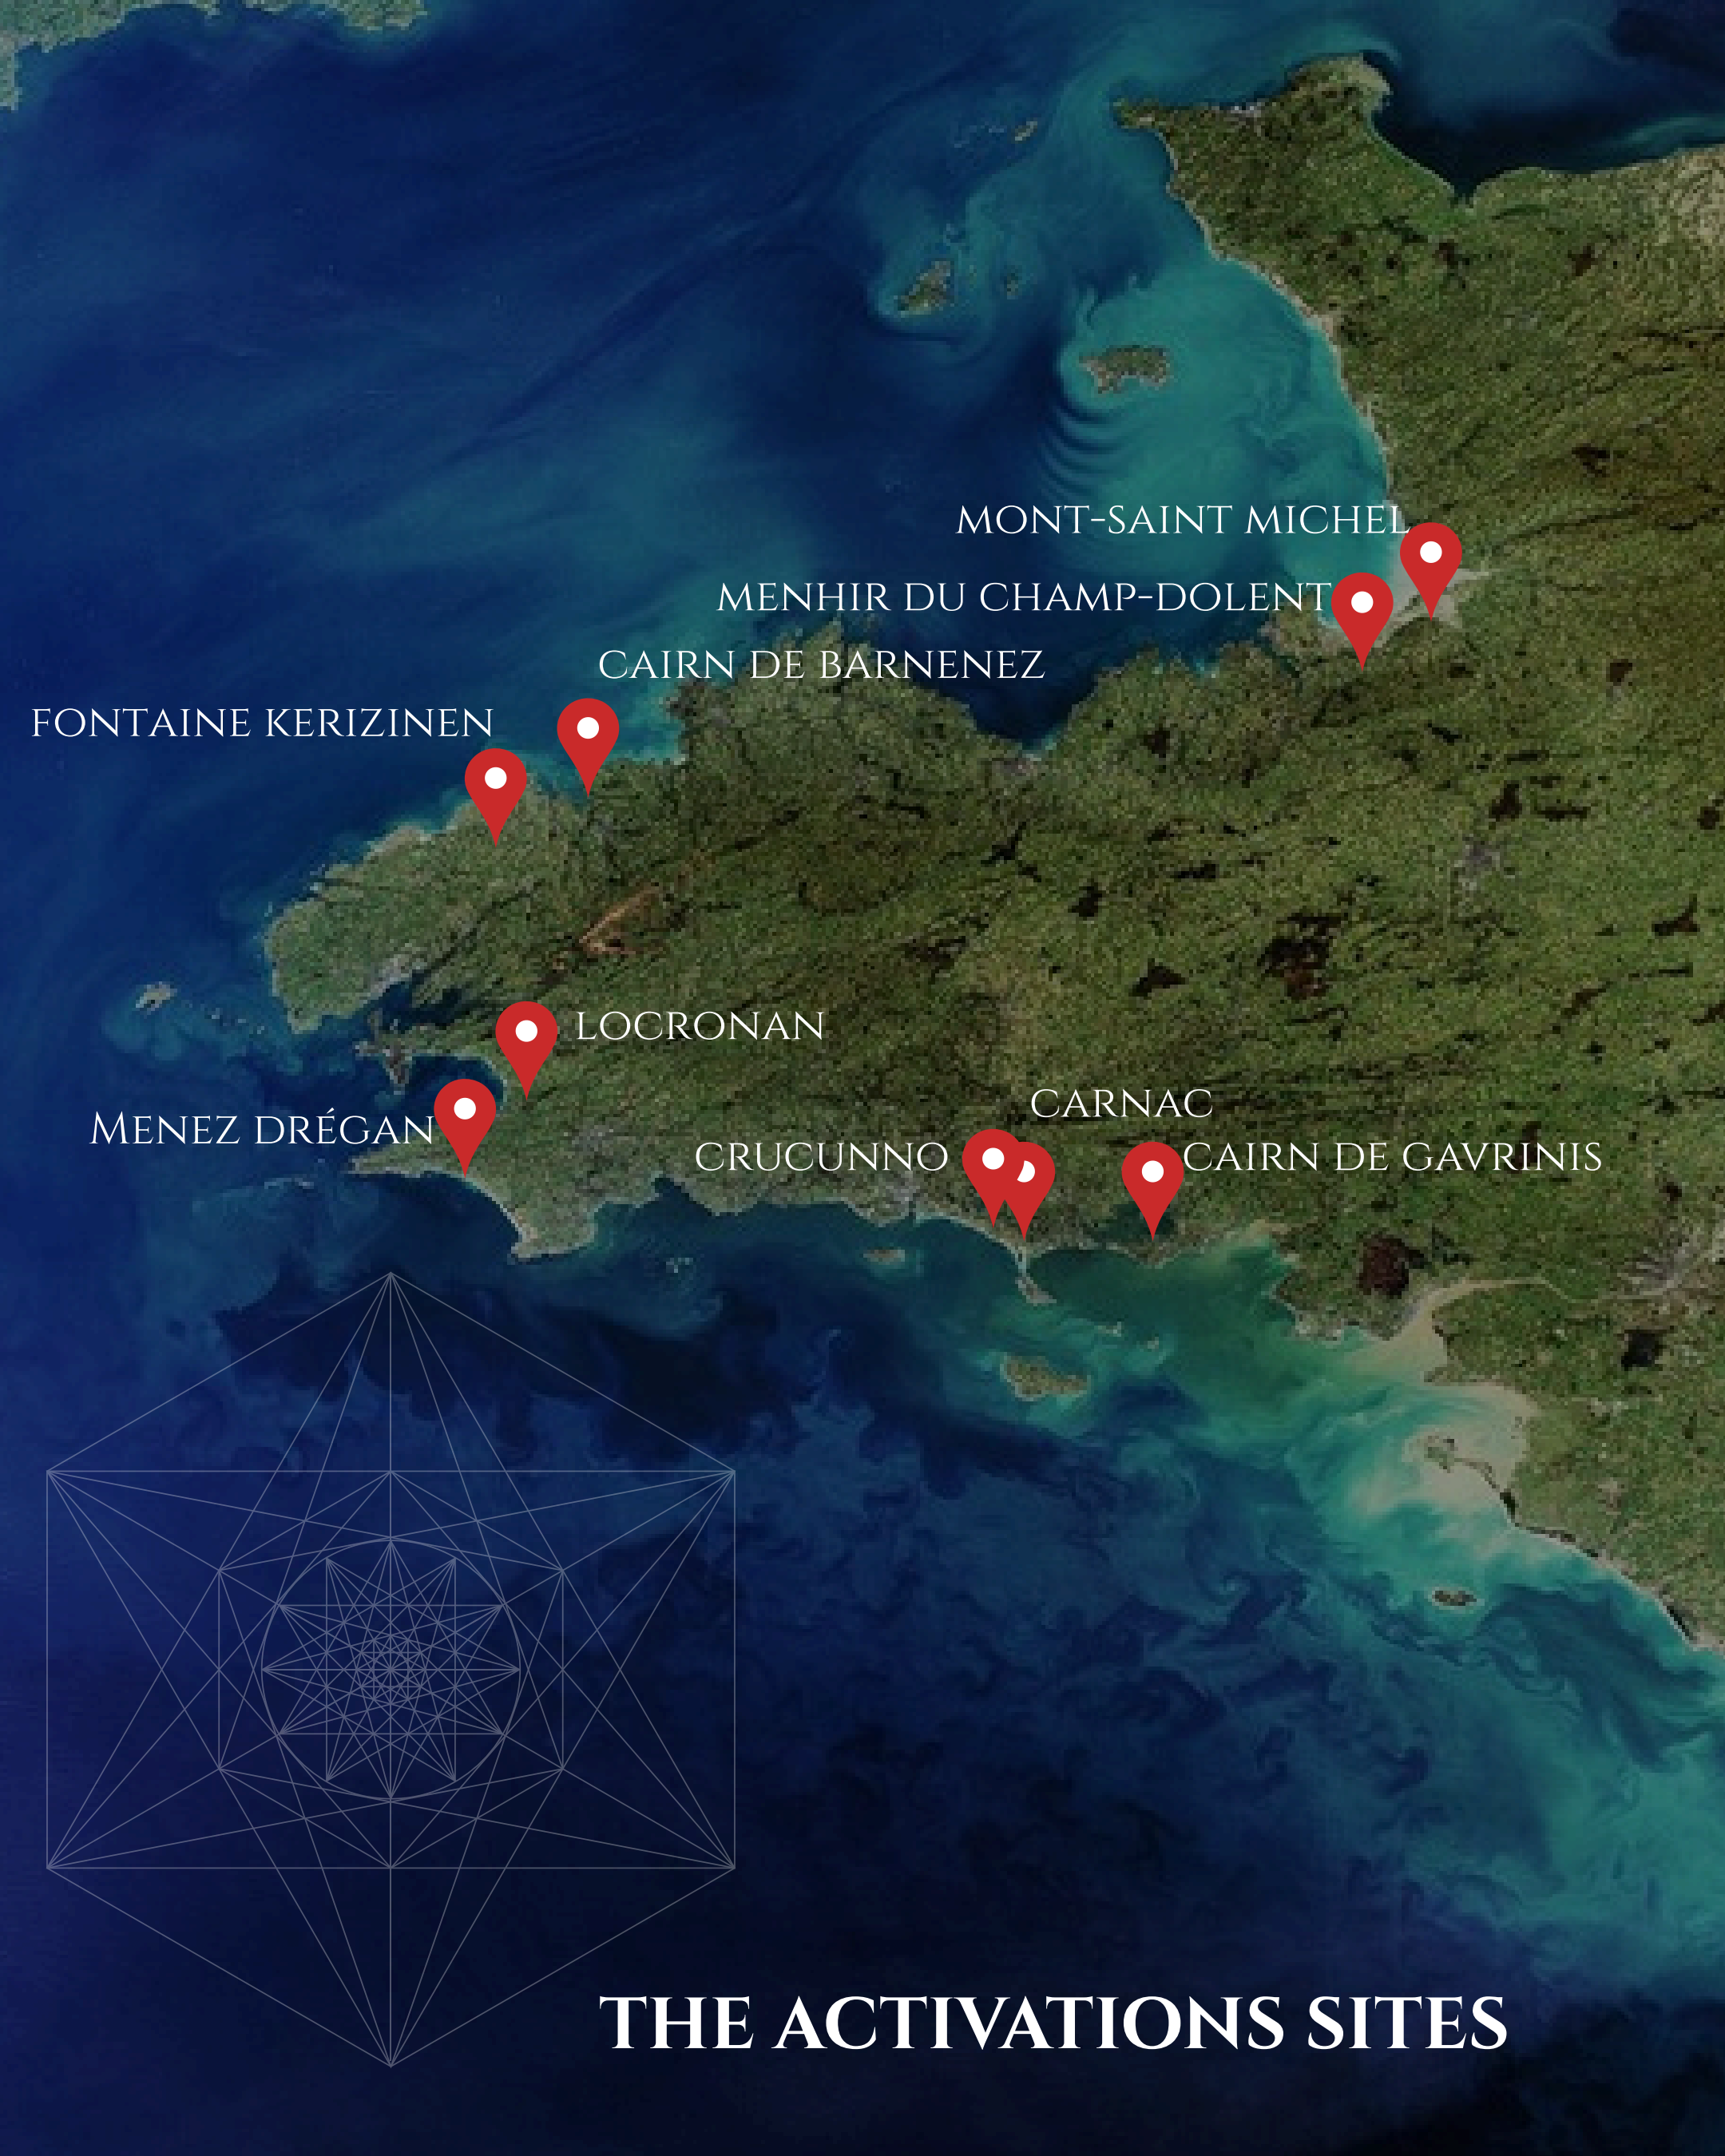 MONT-SAINT MICHEL
MENHIR DU CHAMP-DOLENT
CAIRN DE BARNENEZ
FONTAINE KERIZINEN
LOCRONAN
CARNAC
MENEZ DRÉGAN
CRUCUNNO
CAIRN DE GAVRINIS
THE ACTIVATIONS SITES